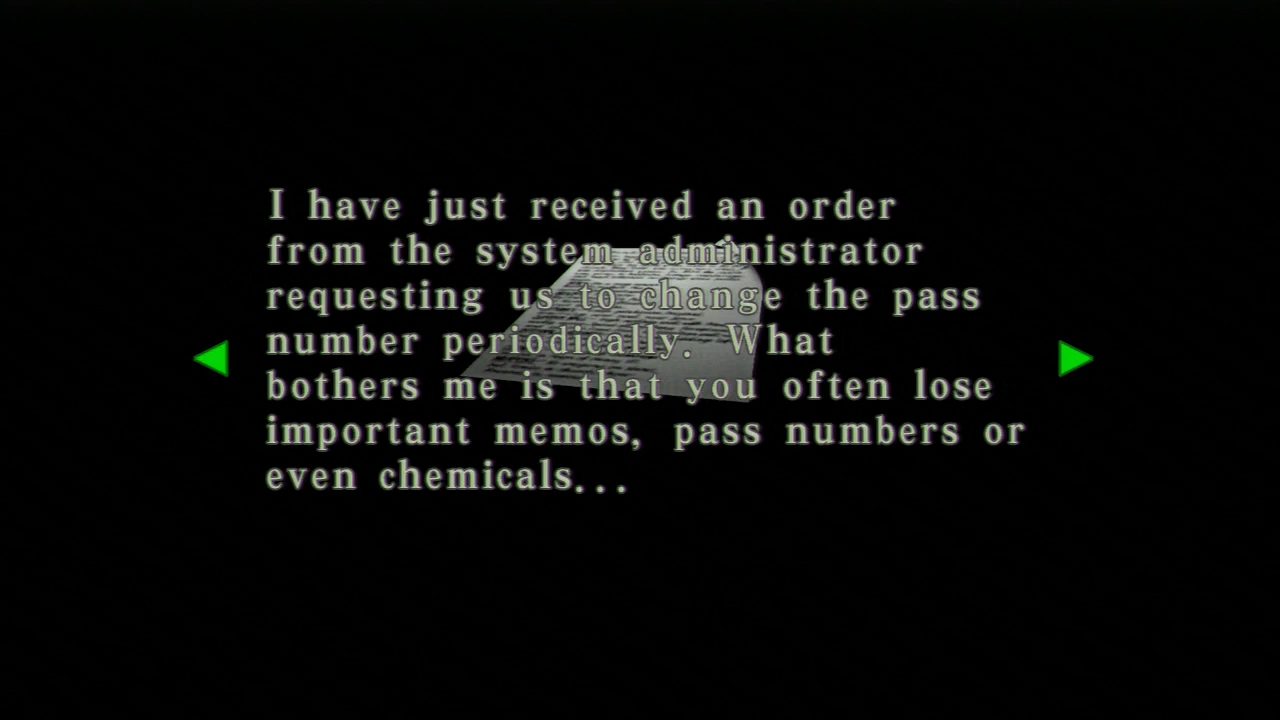 I have just received an order
from the system administrator
requesting us to change the pass
number periodically. What
bothers me is that you often lose
important memos, pass numbers or
even chemicals...